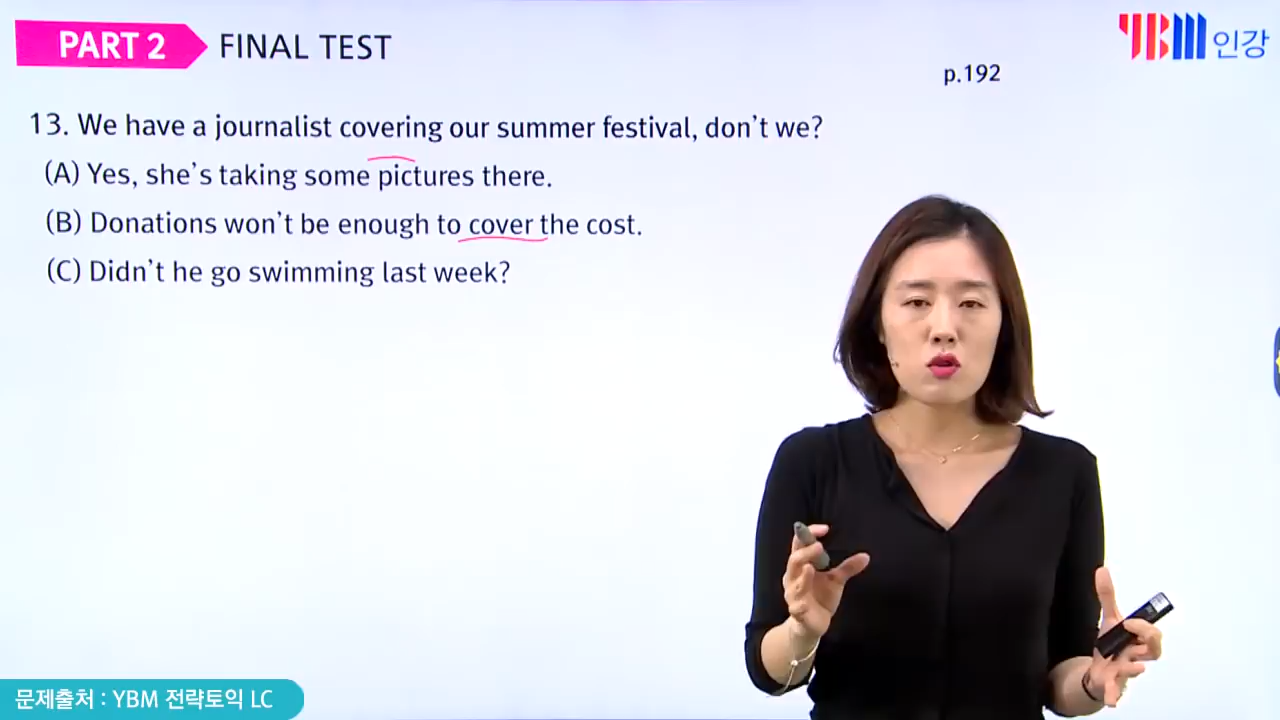 PART 2 FINAL TEST
YBM 인강
p.192
13. We have a journalist covering our summer festival, don't we?
(A) Yes, she's taking some pictures there.
(B) Donations won't be enough to cover the cost.
(C) Didn't he go swimming last week?
문제출처 : YBM 전략토익 LC